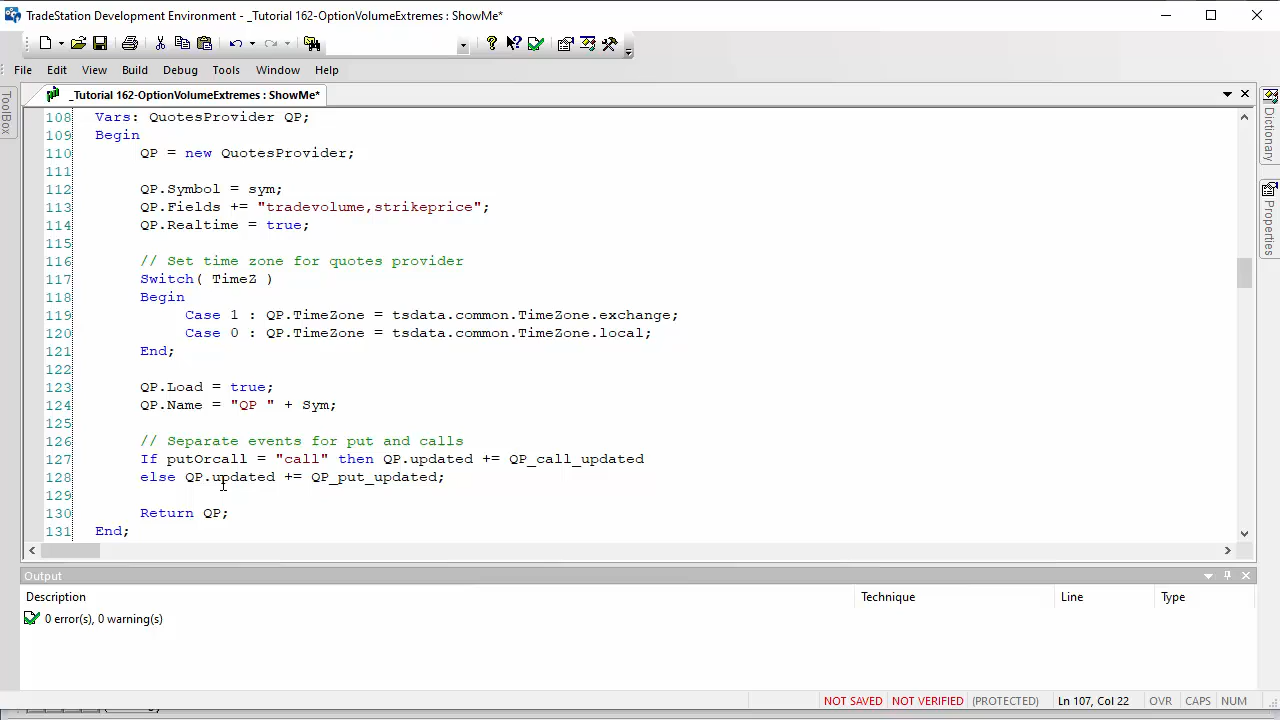 TradeStation Development Environment - _Tutorial 162-OptionVolumeExtremes : ShowMe*
File Edit View Build Debug Tools Window Help
ToolBox
_Tutorial 162-OptionVolumeExtremes : ShowMe*
Dictionary
Properties
108 Vars: QuotesProvider QP;
109 Begin
110 QP = new QuotesProvider;
111
112 QP.Symbol = sym;
113 QP.Fields += "tradevolume,strikeprice";
114 QP.Realtime = true;
115
116 // Set time zone for quotes provider
117 Switch( TimeZ )
118 Begin
119 Case 1 : QP.TimeZone = tsdata.common.TimeZone.exchange;
120 Case 0 : QP.TimeZone = tsdata.common.TimeZone.local;
121 End;
122
123 QP.Load = true;
124 QP.Name = "QP " + Sym;
125
126 // Separate events for put and calls
127 If putOrcall = "call" then QP.updated += QP_call_updated
128 else QP.updated += QP_put_updated;
129
130 Return QP;
131 End;
Output
Description Technique Line Type
0 error(s), 0 warning(s)
NOT SAVED NOT VERIFIED (PROTECTED) Ln 107, Col 22 OVR CAPS NUM